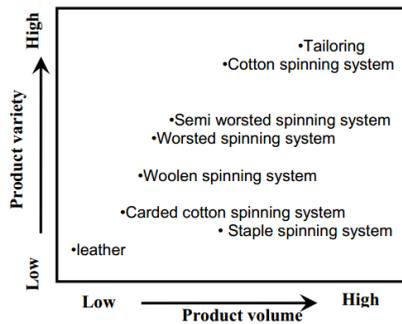 High
•Tailoring
•Cotton spinning system
•Semi worsted spinning system
•Worsted spinning system
Product variety
•Woolen spinning system
•Carded cotton spinning system
• Staple spinning system
•leather
Low
Low
High
Product volume